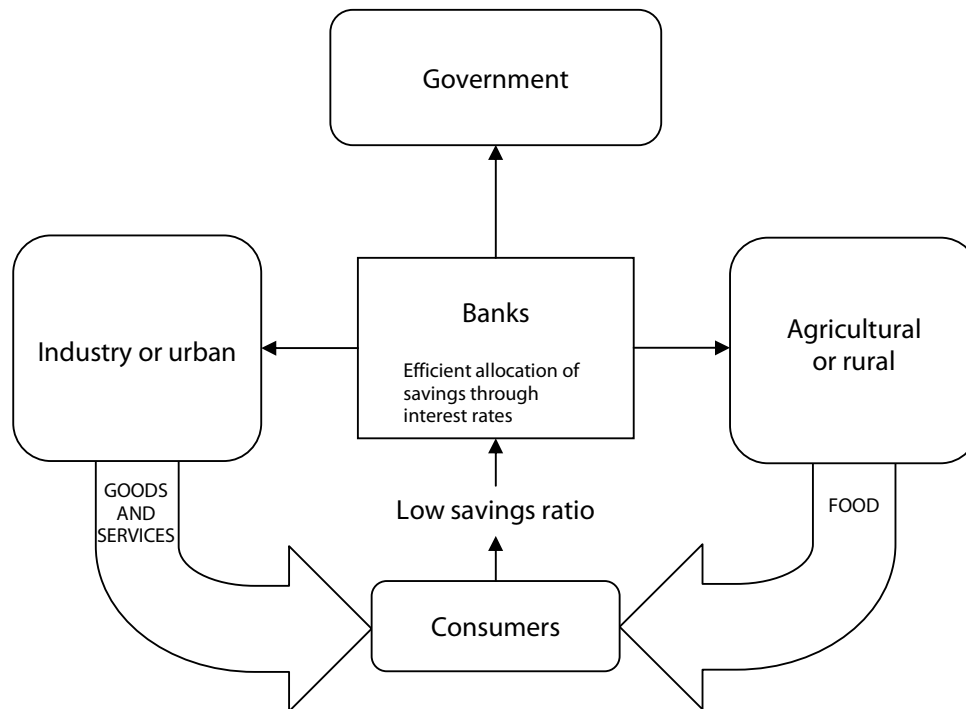 Government
Industry or urban
Banks
Efficient allocation of
savings through
interest rates
Agricultural
or rural
GOODS
AND
SERVICES
Low savings ratio
FOOD
Consumers